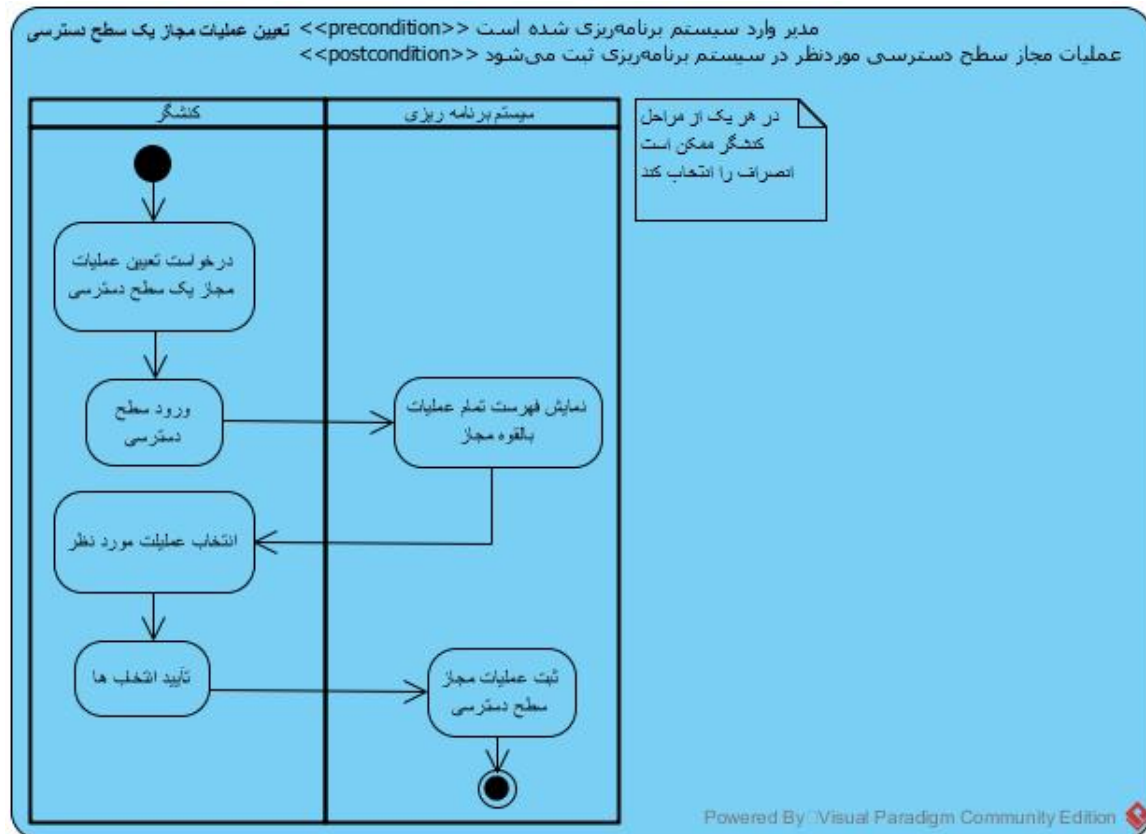 تعیین عملیات مجاز یک سطح دسترسی <<precondition>> مدیر وارد سیستم برنامه‌ریزی شده است
<<postcondition>> عملیات مجاز سطح دسترسی موردنظر در سیستم برنامه‌ریزی ثبت می‌شود
کنشگر
سیستم برنامه ریزی
در هر یک از مراحل
کنشگر ممکن است
انصراف را انتخاب کند
درخواست تعیین عملیات
مجاز یک سطح دسترسی
ورود سطح
دسترسی
نمایش فهرست تمام عملیات
بالقوه مجاز
انتخاب عملیات مورد نظر
تأیید انتخاب ها
ثبت عملیات مجاز
سطح دسترسی
Powered By Visual Paradigm Community Edition